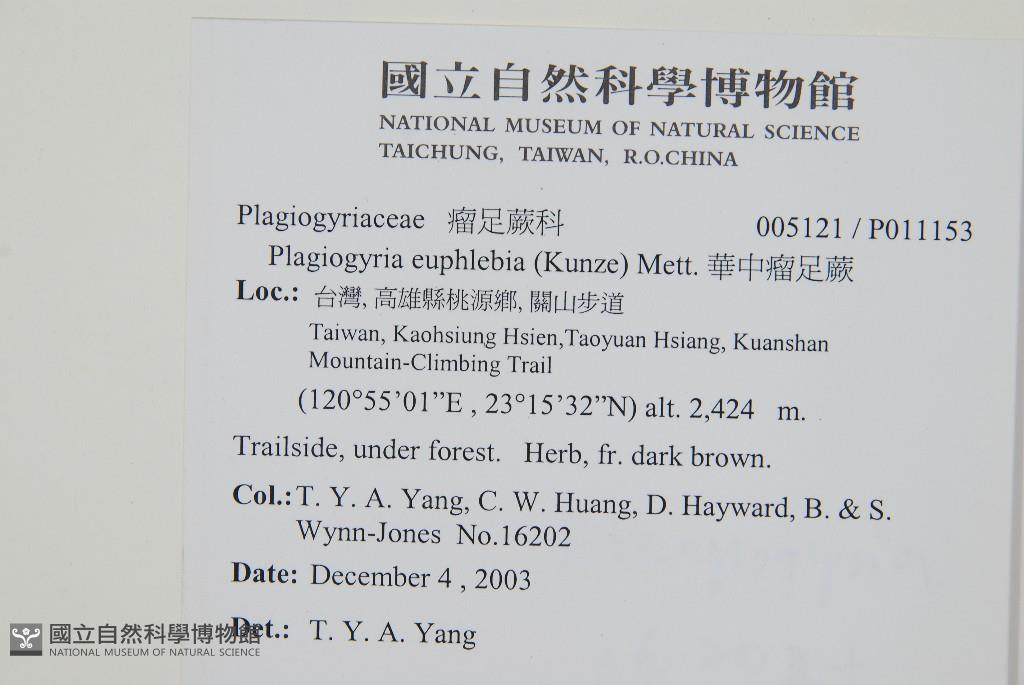 國立自然科學博物館
NATIONAL MUSEUM OF NATURAL SCIENCE
TAICHUNG, TAIWAN, R.O.CHINA
Plagiogyriaceae 瘤足蕨科 005121 / P011153
Plagiogyria euphlebia (Kunze) Mett. 華中瘤足蕨
Loc.: 台灣, 高雄縣桃源鄉, 關山步道
Taiwan, Kaohsiung Hsien,Taoyuan Hsiang, Kuanshan
Mountain-Climbing Trail
(120°55’01”E , 23°15’32”N) alt. 2,424 m.
Trailside, under forest. Herb, fr. dark brown.
Col.: T. Y. A. Yang, C. W. Huang, D. Hayward, B. & S.
Wynn-Jones No.16202
Date: December 4 , 2003
Det.: T. Y. A. Yang
國立自然科學博物館
NATIONAL MUSEUM OF NATURAL SCIENCE